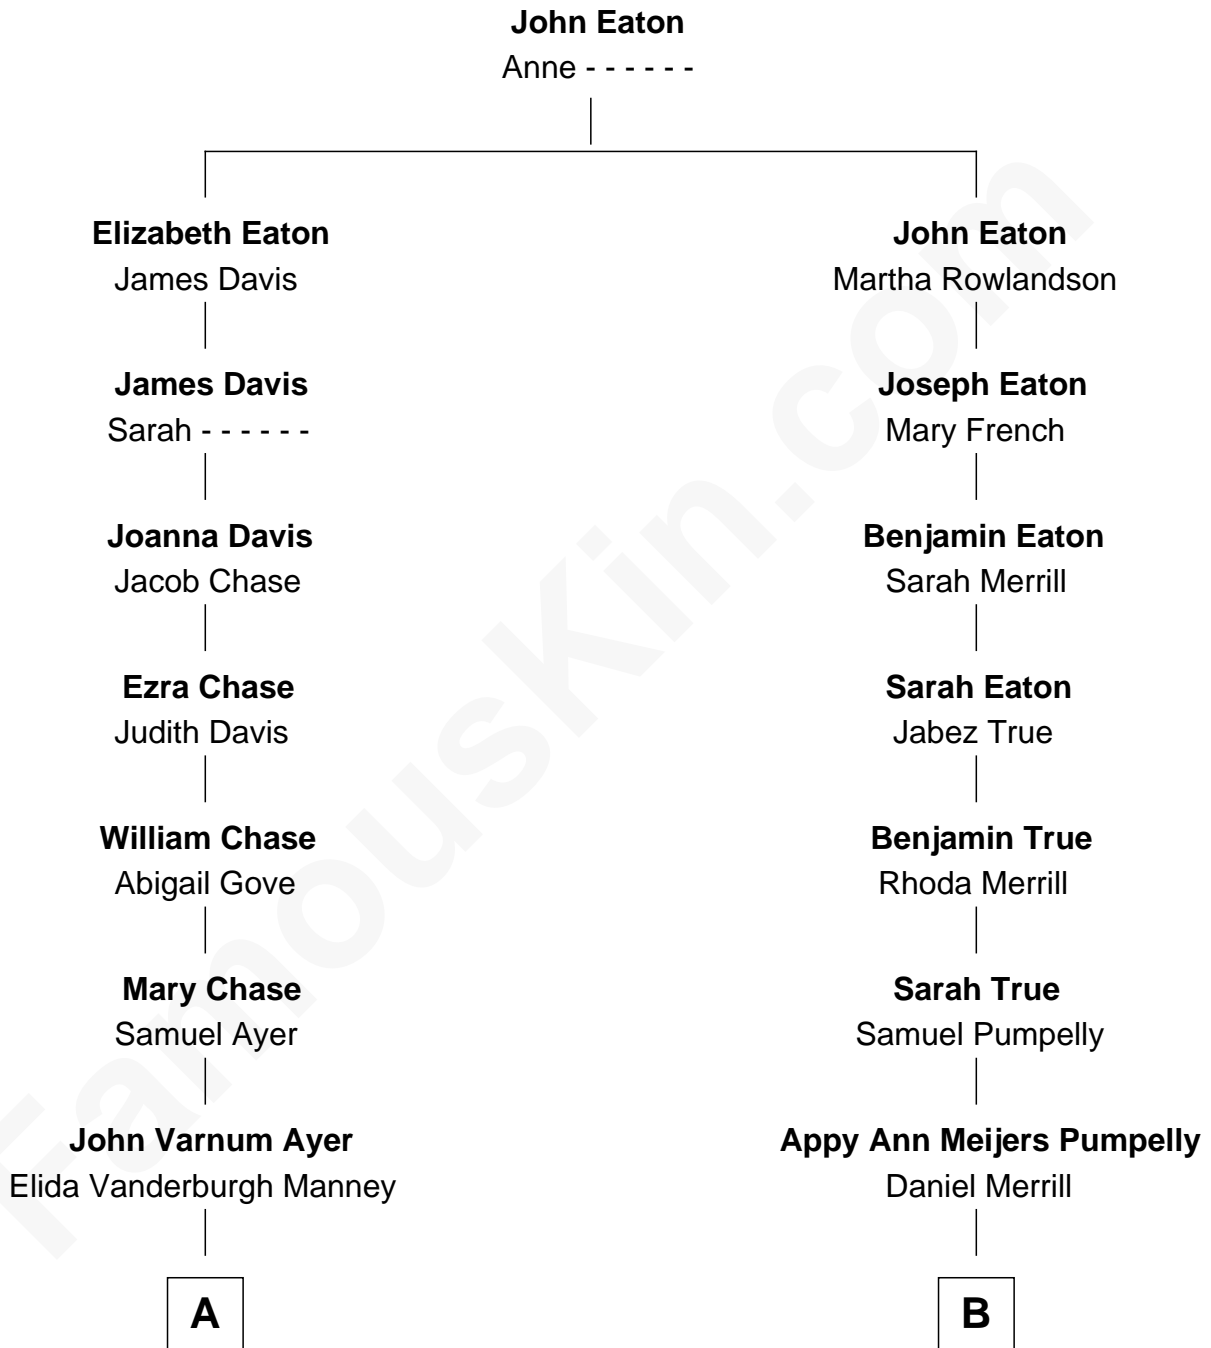 John Eaton
Anne - - - - - -
Elizabeth Eaton
James Davis
John Eaton
Martha Rowlandson
James Davis
Sarah - - - - - -
Joseph Eaton
Mary French
Joanna Davis
Jacob Chase
Benjamin Eaton
Sarah Merrill
Ezra Chase
Judith Davis
Sarah Eaton
Jabez True
William Chase
Abigail Gove
Benjamin True
Rhoda Merrill
Mary Chase
Samuel Ayer
Sarah True
Samuel Pumpelly
John Varnum Ayer
Elida Vanderburgh Manney
Appy Ann Meijers Pumpelly
Daniel Merrill
A
B
FamousKin.com